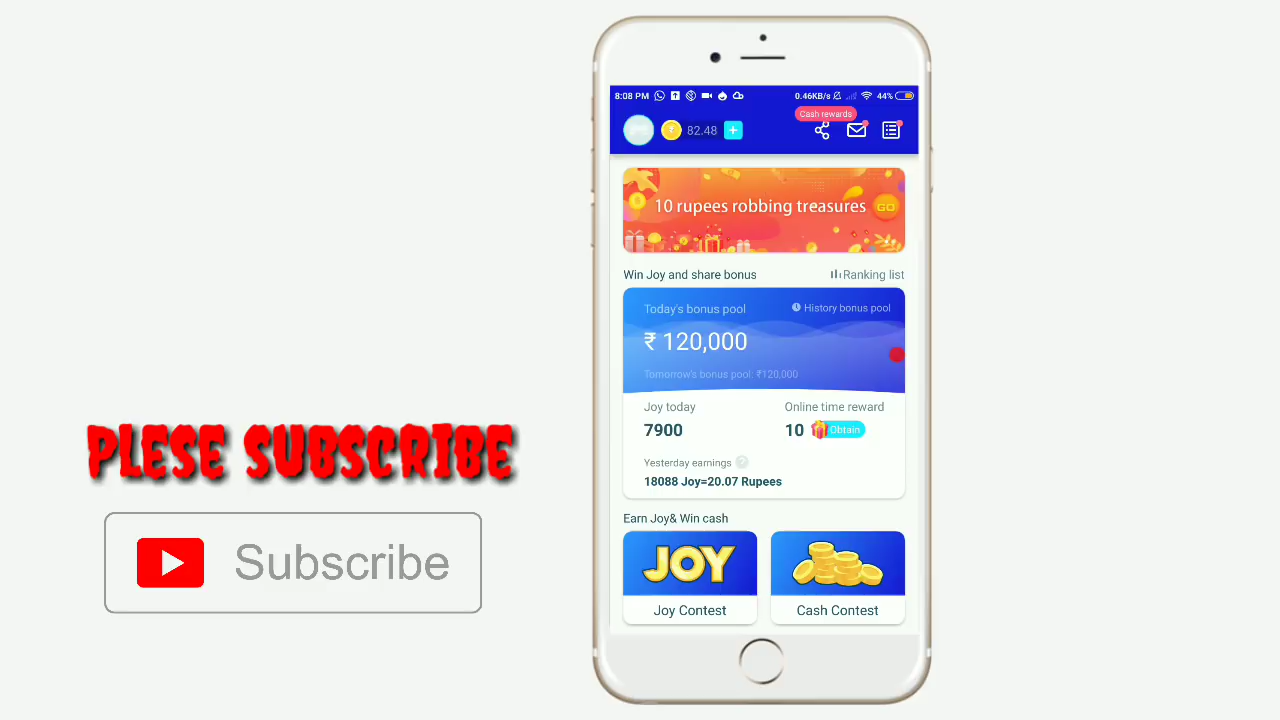 8:08 PM
0.46KB/s
44%
Cash rewards
82.48
10 rupees robbing treasures
GO
Win Joy and share bonus
Ranking list
Today's bonus pool
History bonus pool
₹ 120,000
Tomorrow's bonus pool: ₹120,000
Joy today
Online time reward
7900
10
Obtain
Yesterday earnings ?
18088 Joy=20.07 Rupees
Earn Joy& Win cash
JOY
Joy Contest
Cash Contest
PLESE SUBSCRIBE
Subscribe